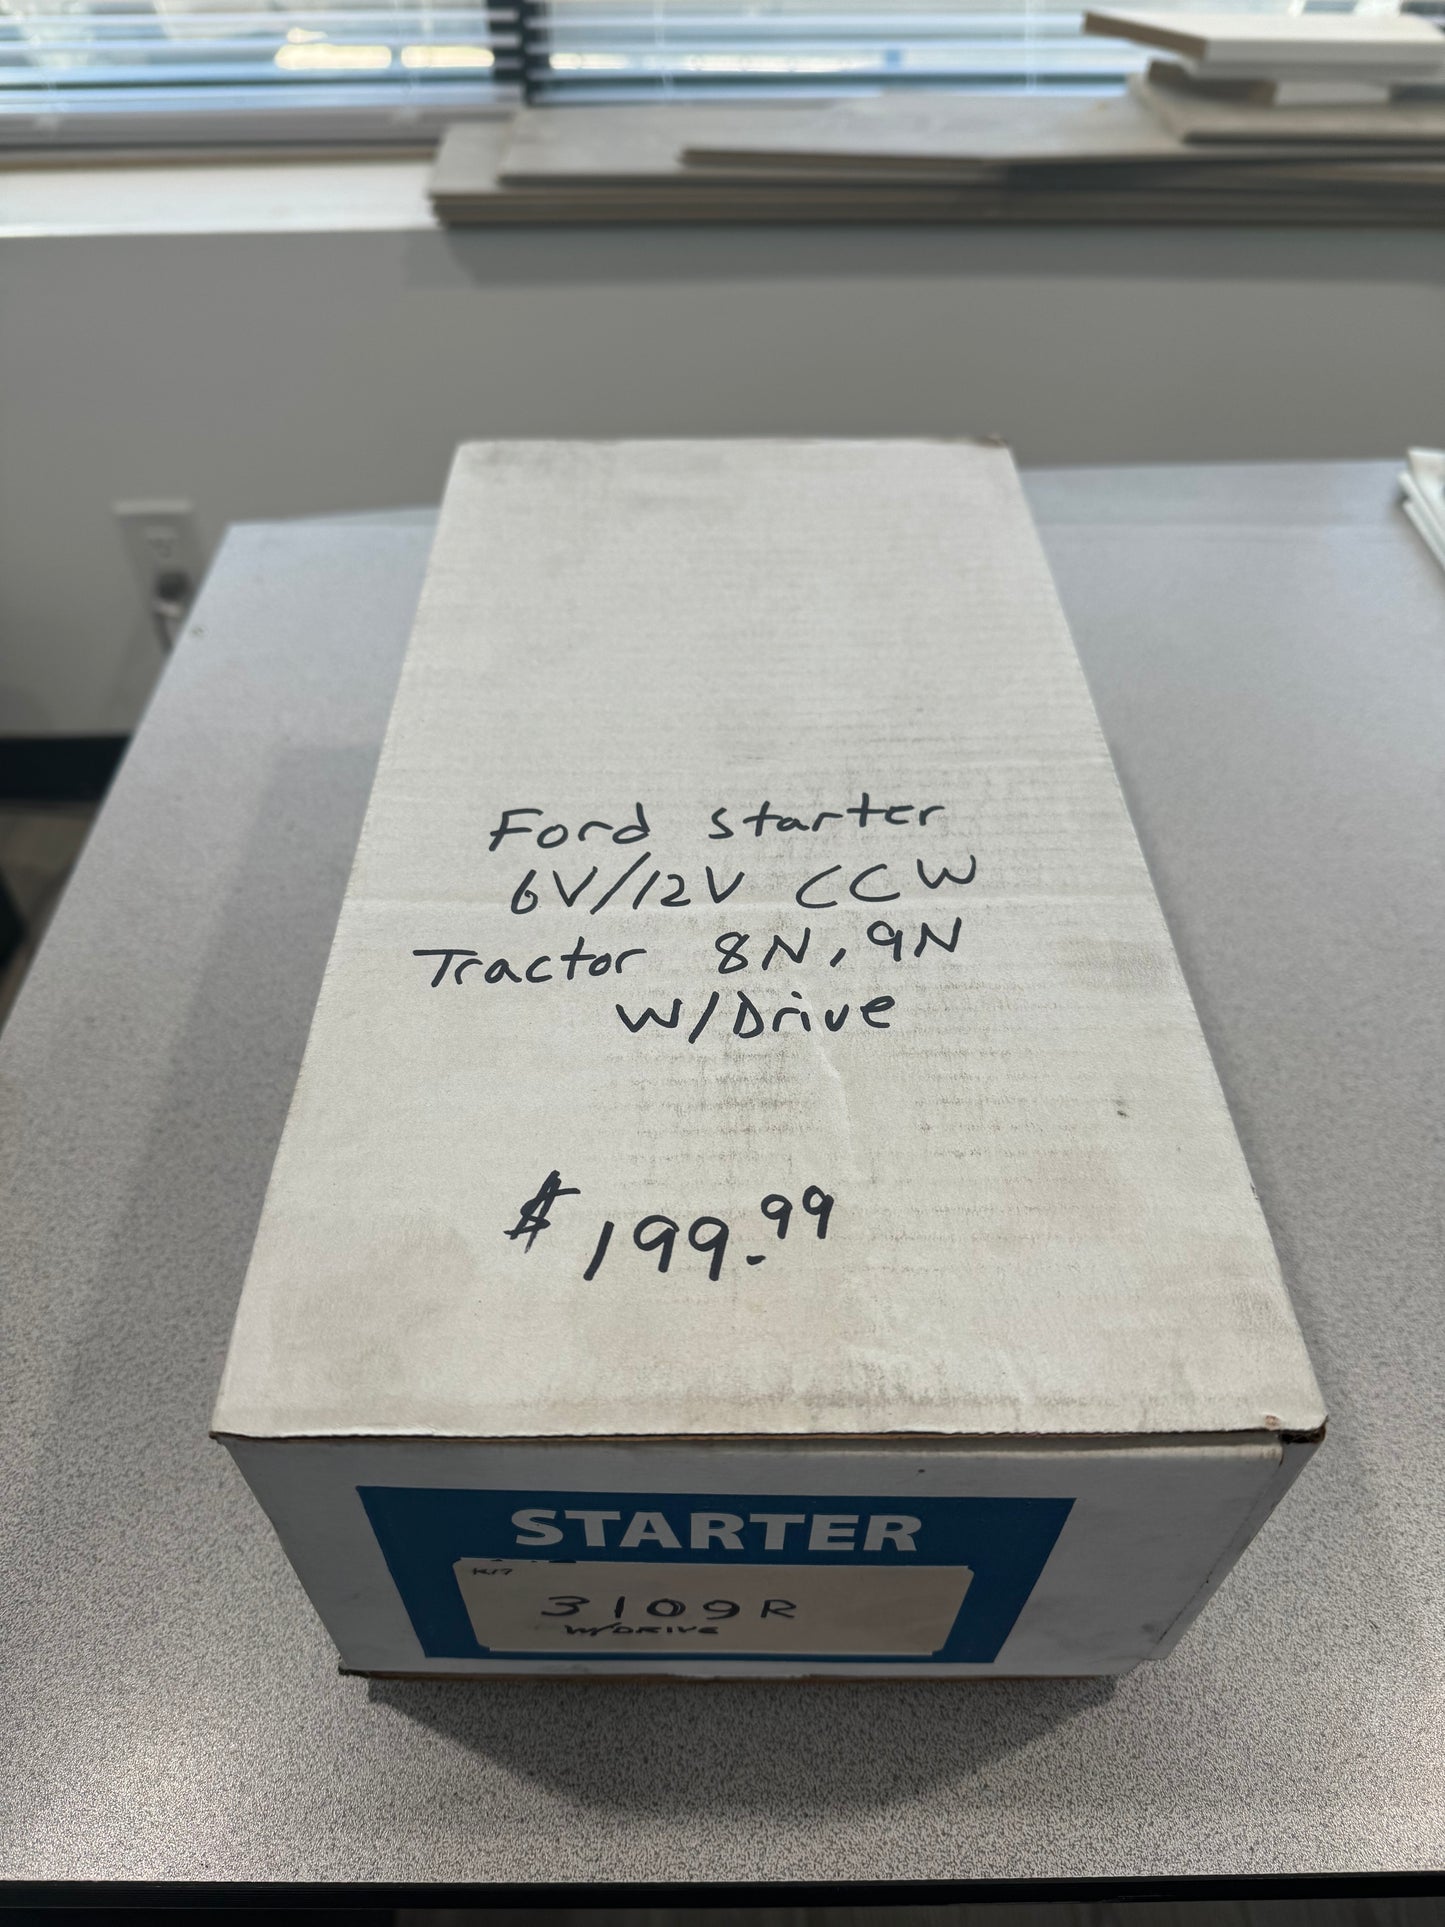 Ford starter
6V/12V CCW
Tractor 8N, 9N
W/Drive
$199.99
STARTER
3109R
W/DRIVE